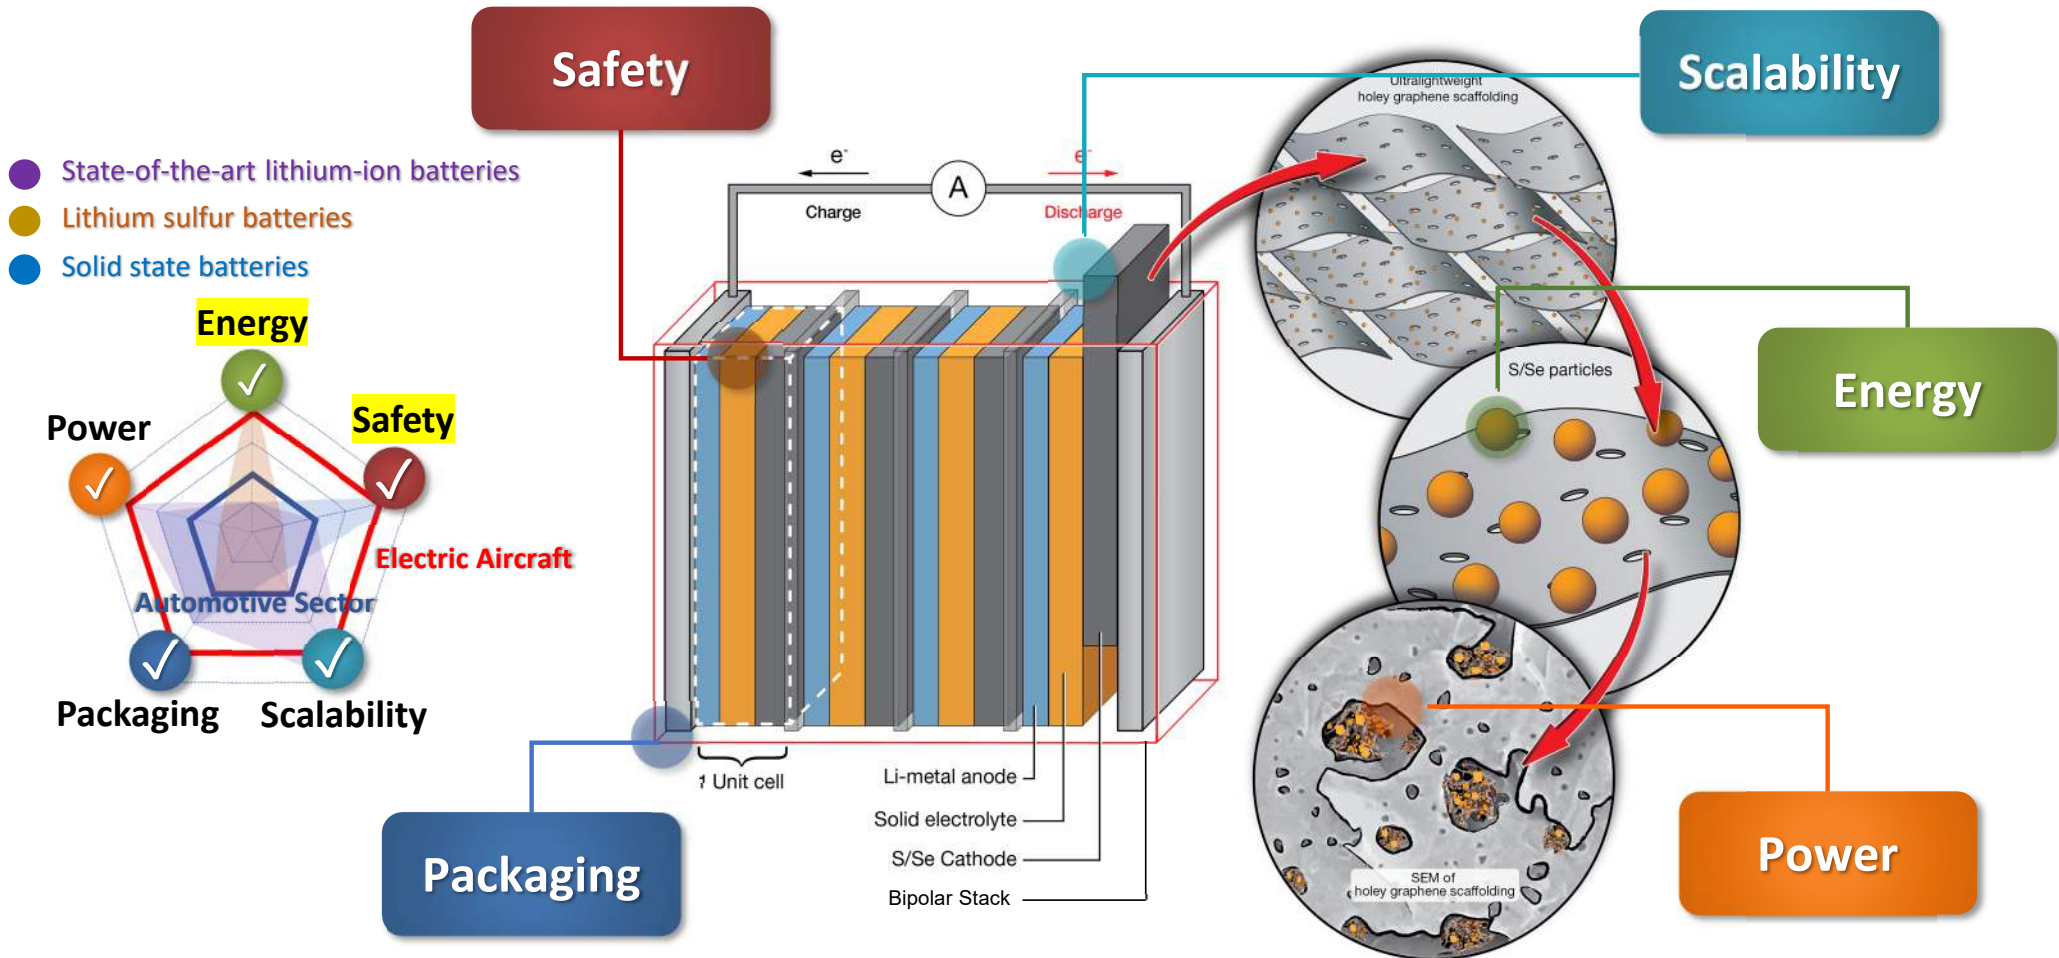 Safety
Scalability
State-of-the-art lithium-ion batteries
Lithium sulfur batteries
Solid state batteries
Energy
Power
Safety
Electric Aircraft
Automotive Sector
Packaging
Scalability
e-
A
e-
Charge
Discharge
Ultralightweight
holey graphene scaffolding
S/Se particles
Energy
1 Unit cell
Li-metal anode
Solid electrolyte
S/Se Cathode
Bipolar Stack
Packaging
SEM of
holey graphene scaffolding
Power